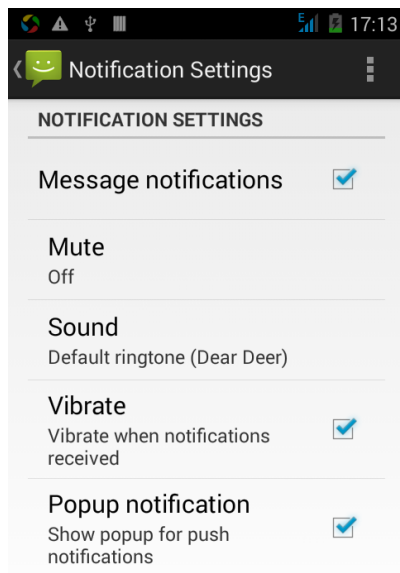 E 17:13
Notification Settings
NOTIFICATION SETTINGS
Message notifications
Mute
Off
Sound
Default ringtone (Dear Deer)
Vibrate
Vibrate when notifications
received
Popup notification
Show popup for push
notifications